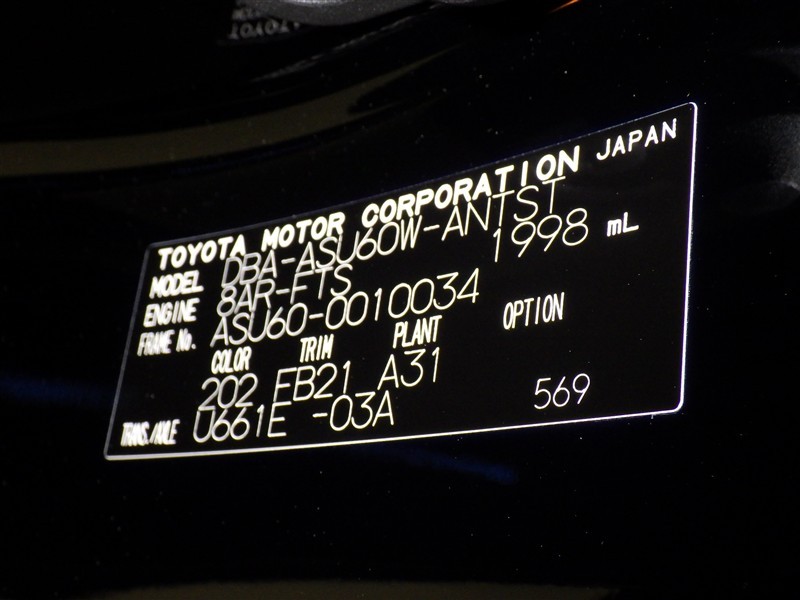 TOYOTA MOTOR CORPORATION JAPAN
MODEL DBA-ASU60W-ANTST
ENGINE 8AR-FTS 1998 mL
FRAME No. ASU60-0010034
COLOR TRIM PLANT OPTION
202 EB21 A31
TRANS./AXLE U661E -03A 569